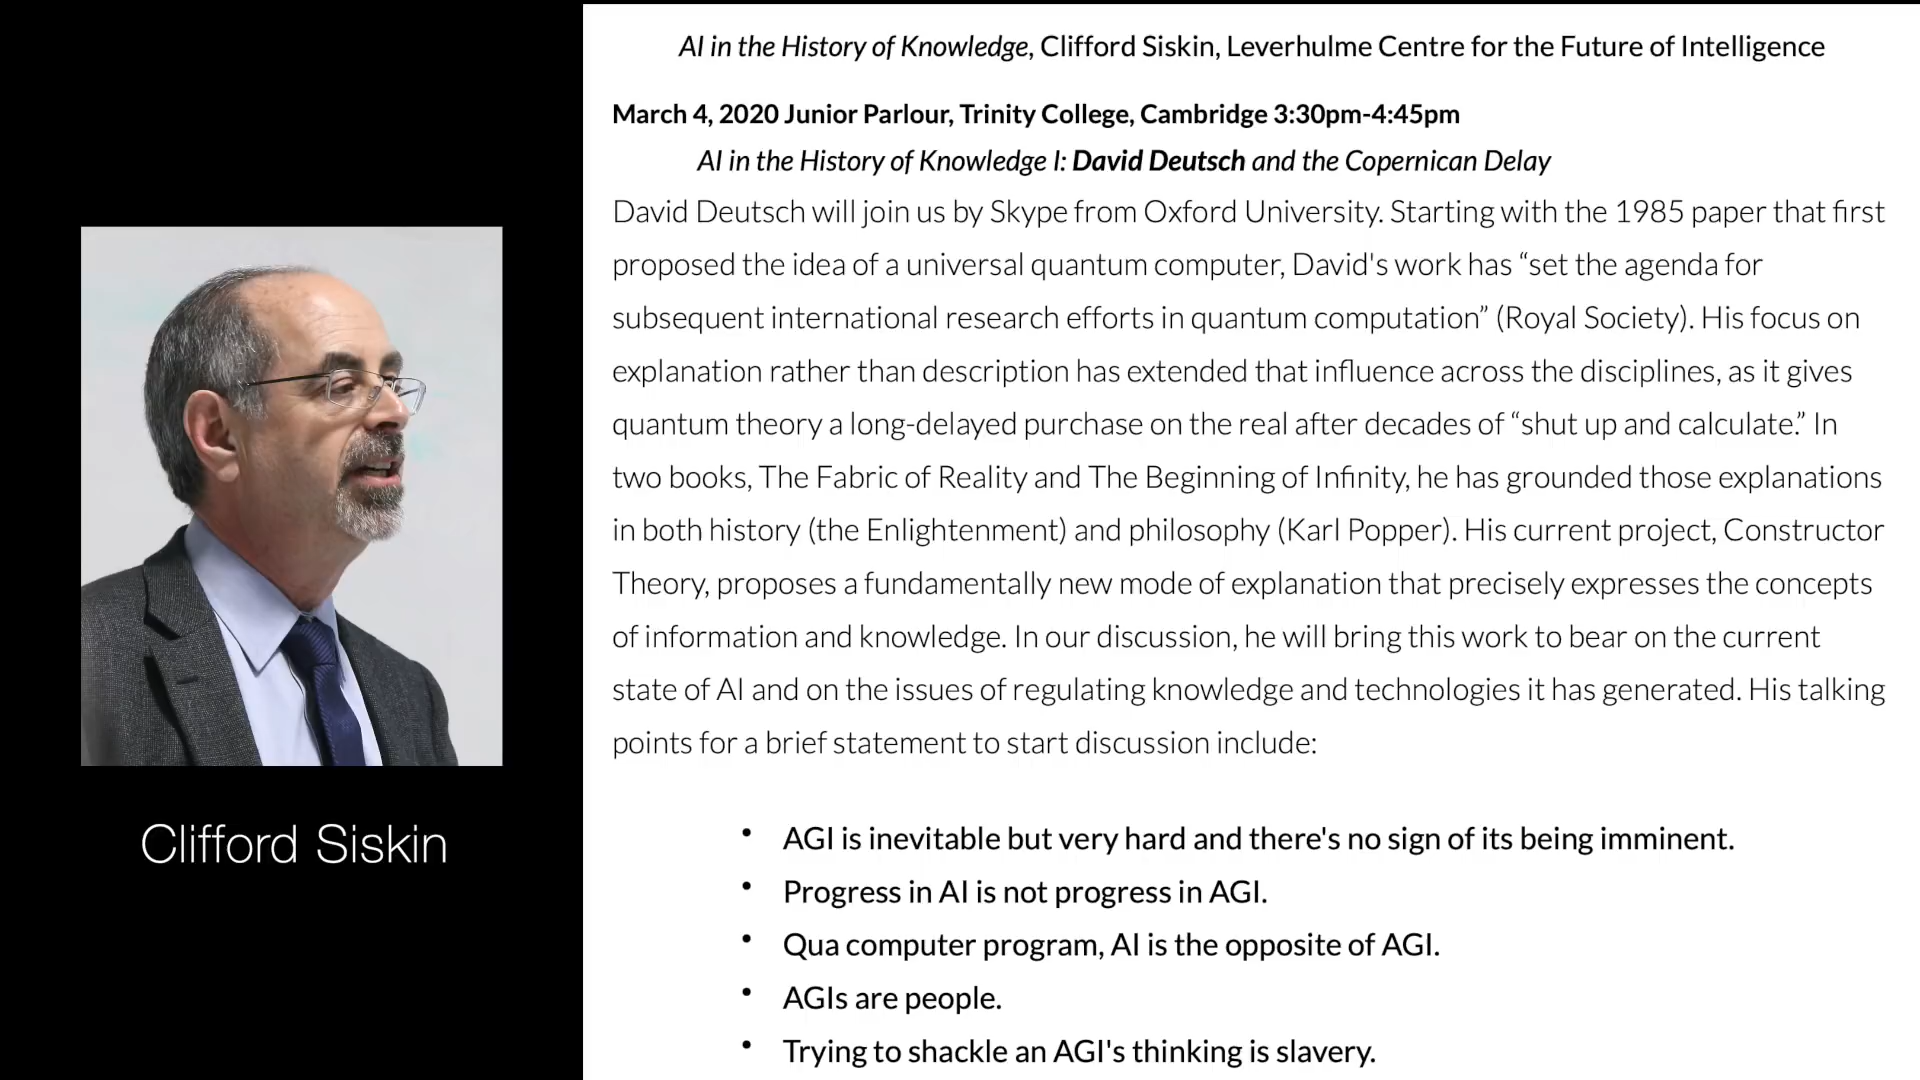 AI in the History of Knowledge, Clifford Siskin, Leverhulme Centre for the Future of Intelligence
March 4, 2020 Junior Parlour, Trinity College, Cambridge 3:30pm-4:45pm
AI in the History of Knowledge I: David Deutsch and the Copernican Delay
David Deutsch will join us by Skype from Oxford University. Starting with the 1985 paper that first
proposed the idea of a universal quantum computer, David's work has “set the agenda for
subsequent international research efforts in quantum computation” (Royal Society). His focus on
explanation rather than description has extended that influence across the disciplines, as it gives
quantum theory a long-delayed purchase on the real after decades of “shut up and calculate.” In
two books, The Fabric of Reality and The Beginning of Infinity, he has grounded those explanations
in both history (the Enlightenment) and philosophy (Karl Popper). His current project, Constructor
Theory, proposes a fundamentally new mode of explanation that precisely expresses the concepts
of information and knowledge. In our discussion, he will bring this work to bear on the current
state of AI and on the issues of regulating knowledge and technologies it has generated. His talking
points for a brief statement to start discussion include:
• AGI is inevitable but very hard and there's no sign of its being imminent.
• Progress in AI is not progress in AGI.
• Qua computer program, AI is the opposite of AGI.
• AGIs are people.
• Trying to shackle an AGI's thinking is slavery.
Clifford Siskin